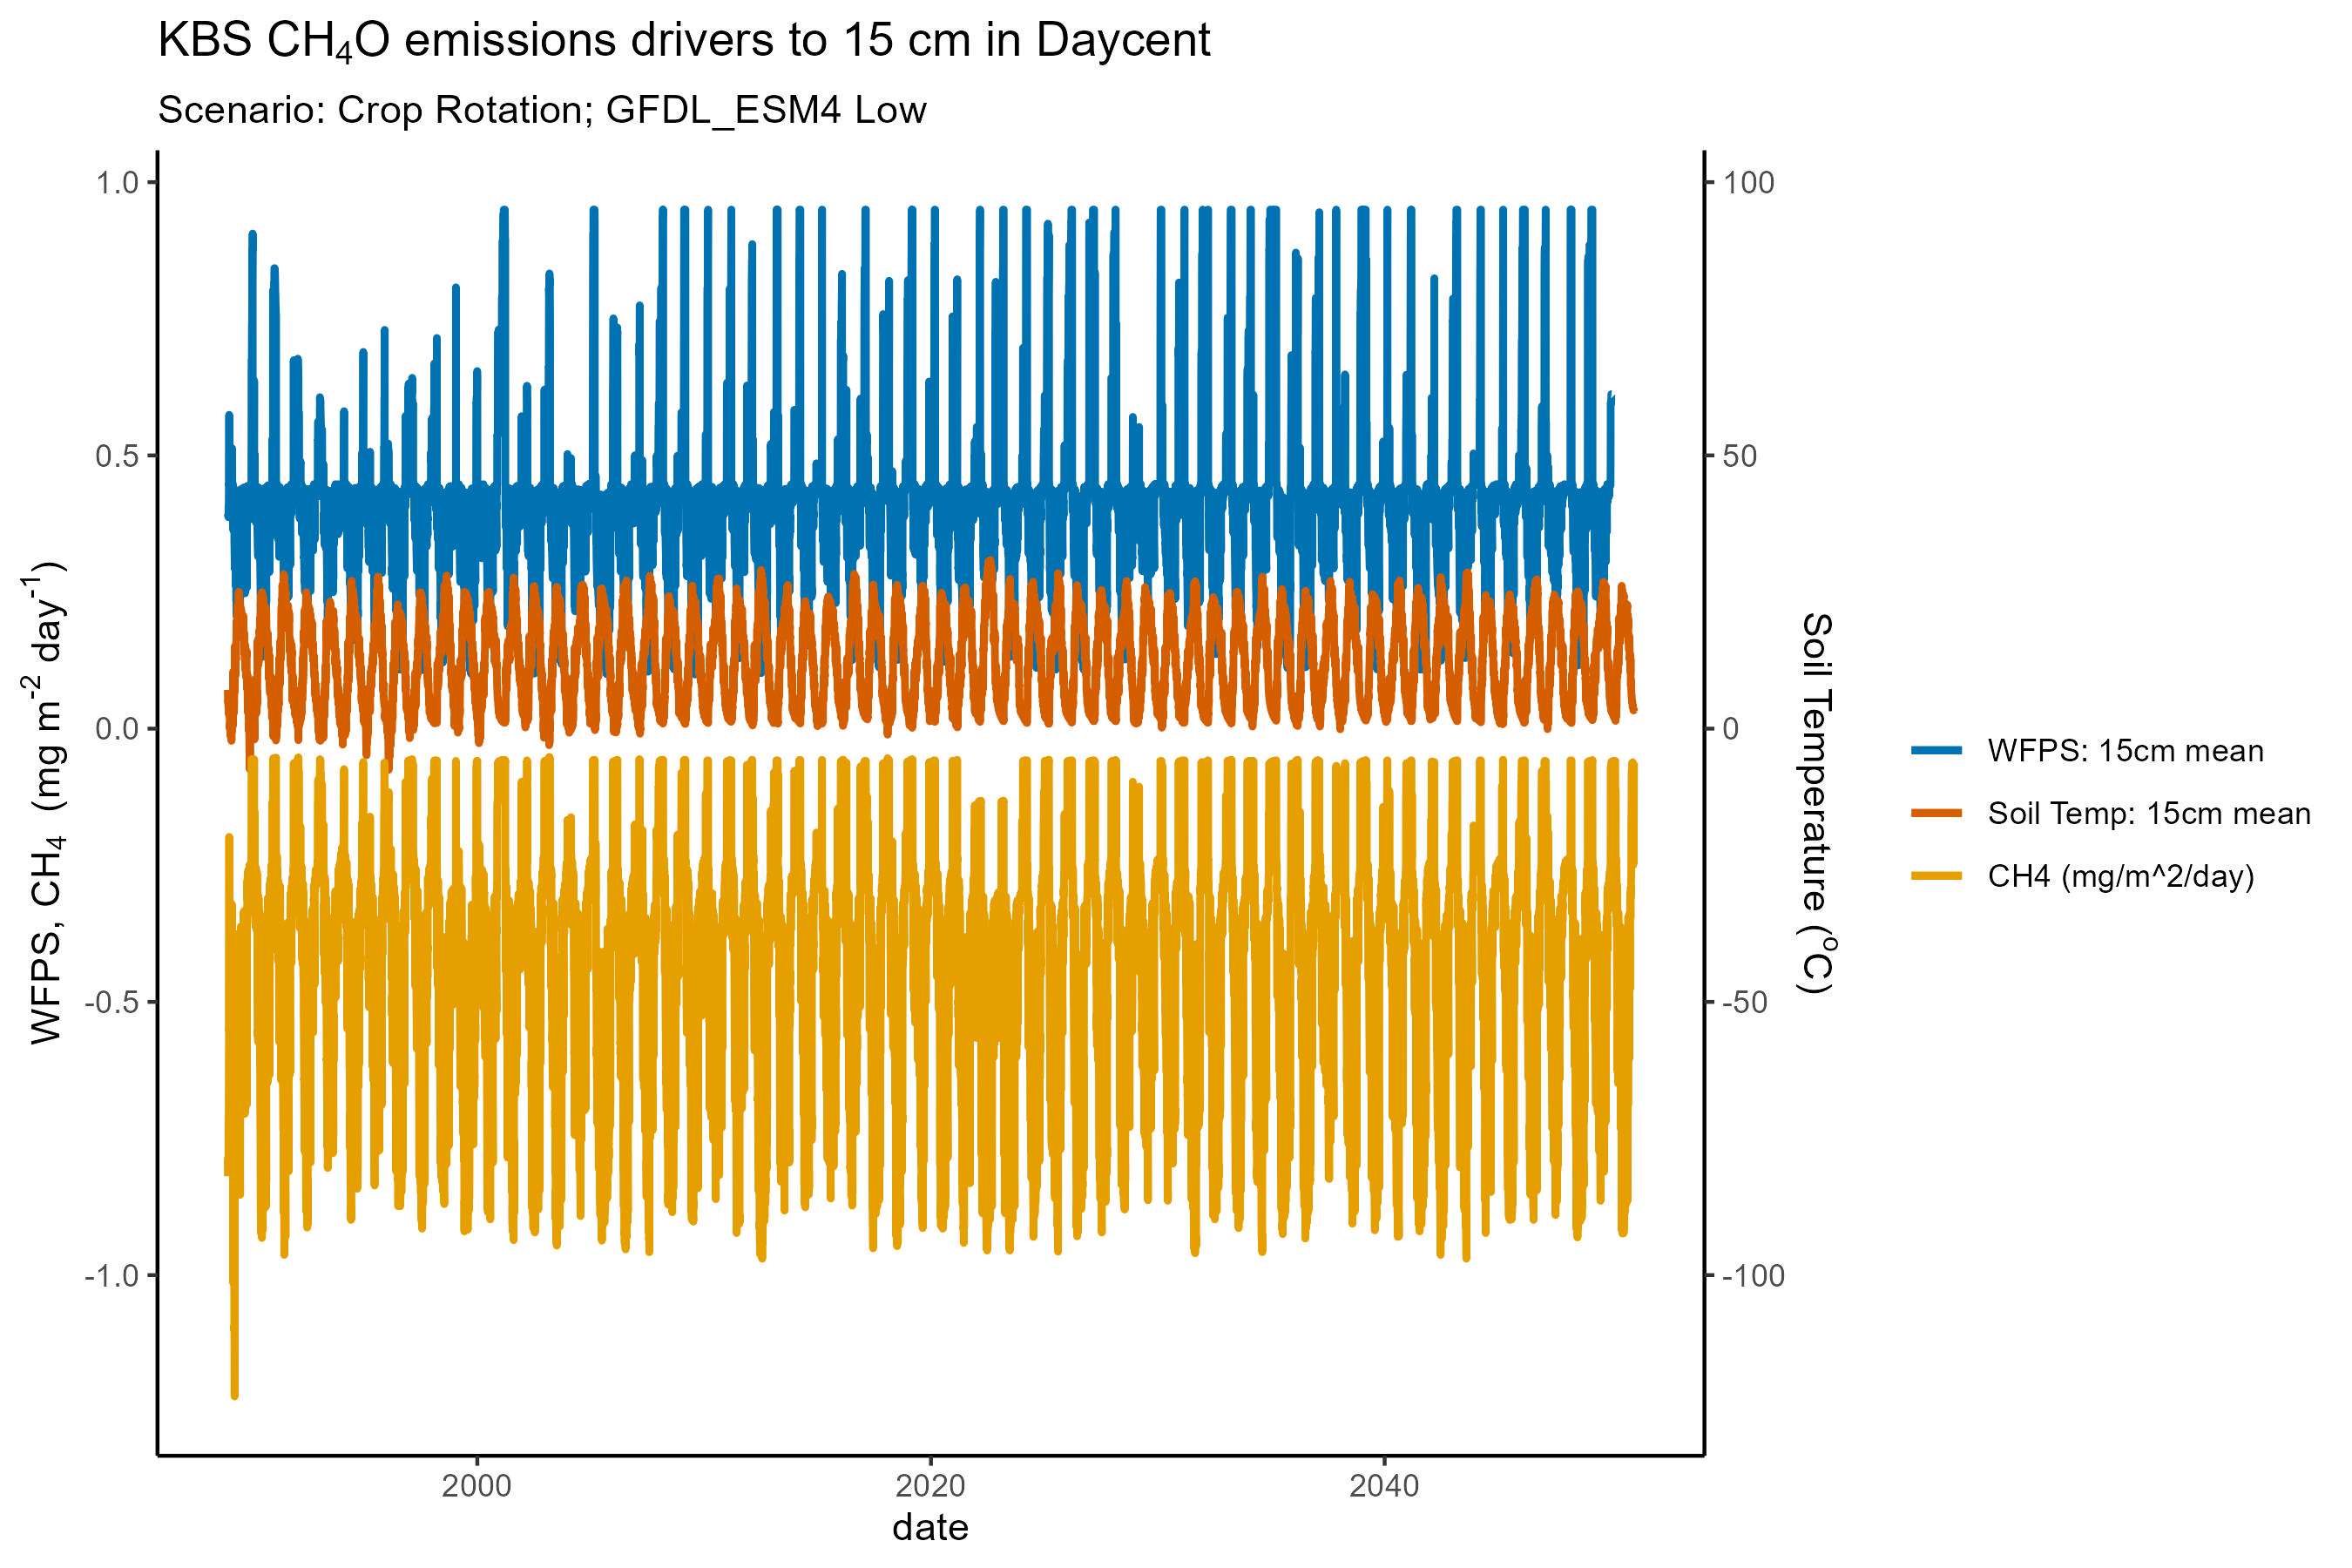 KBS CH₄O emissions drivers to 15 cm in Daycent
Scenario: Crop Rotation; GFDL_ESM4 Low
1.0
0.5
0.0
-0.5
-1.0
WFPS, CH₄ (mg m⁻² day⁻¹)
100
50
0
-50
-100
Soil Temperature (ºC)
2000
2020
2040
date
WFPS: 15cm mean
Soil Temp: 15cm mean
CH4 (mg/m^2/day)